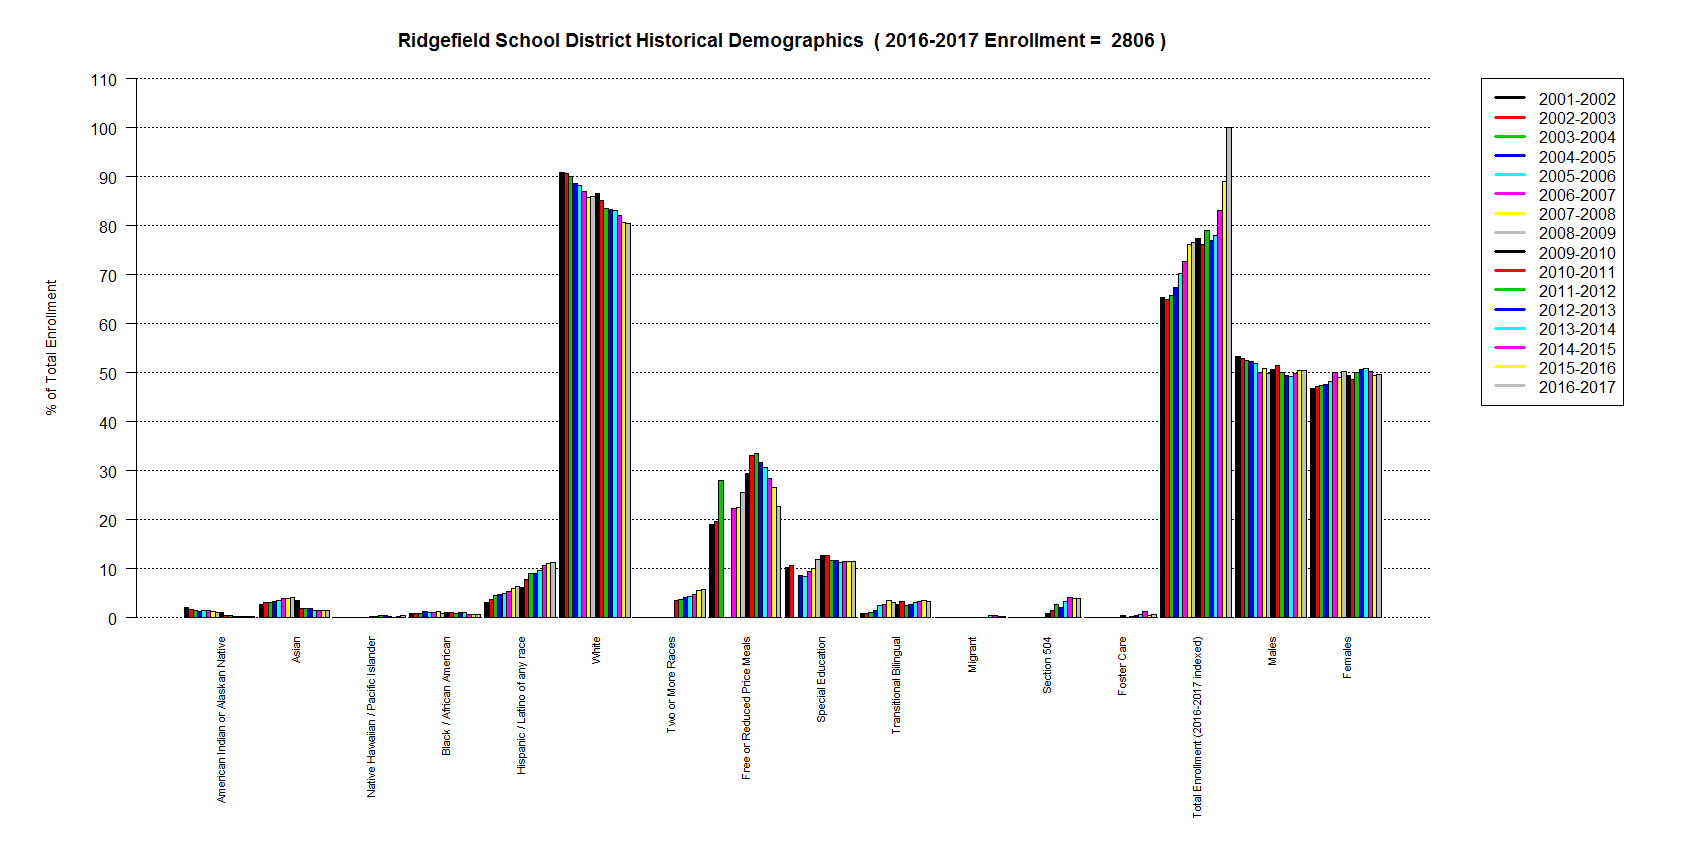 Ridgefield School District Historical Demographics  ( 2016-2017 Enrollment =  2806 )
110
100
90
80
70
60
50
40
30
20
10
0
% of Total Enrollment
American Indian or Alaskan Native
Asian
Native Hawaiian / Pacific Islander
Black / African American
Hispanic / Latino of any race
White
Two or More Races
Free or Reduced Price Meals
Special Education
Transitional Bilingual
Migrant
Section 504
Foster Care
Total Enrollment (2016-2017 indexed)
Males
Females
2001-2002
2002-2003
2003-2004
2004-2005
2005-2006
2006-2007
2007-2008
2008-2009
2009-2010
2010-2011
2011-2012
2012-2013
2013-2014
2014-2015
2015-2016
2016-2017